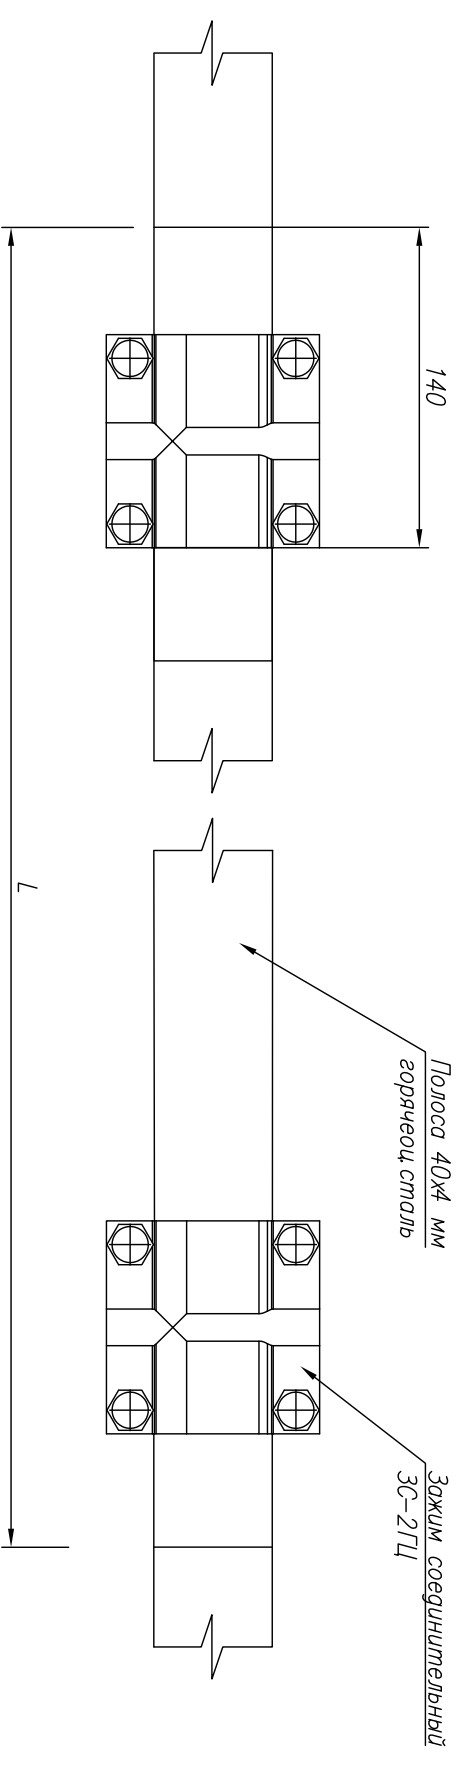 140
L
Полоса 40х4 мм
горячеоц.сталь
Зажим соединительный
ЗС-2ГЦ